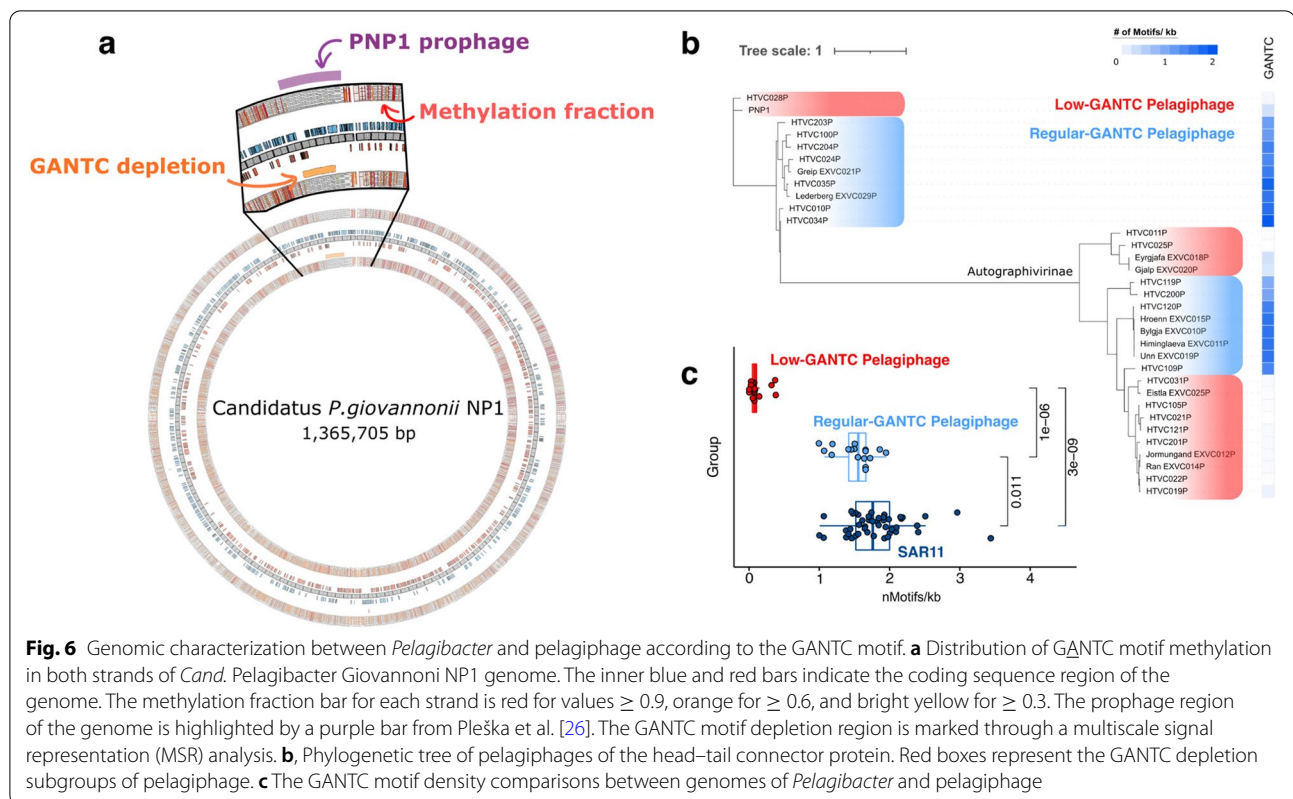 a
PNP1 prophage
Methylation fraction
GANTC depletion
Candidatus P.giovannonii NP1
1,365,705 bp
b
Tree scale: 1
# of Motifs/ kb
0 2
GANTC
Low-GANTC Pelagiphage
Regular-GANTC Pelagiphage
HTVC028P
PNP1
HTVC203P
HTVC100P
HTVC204P
HTVC024P
Greip EXVC021P
HTVC035P
Lederberg EXVC029P
HTVC010P
HTVC034P
Autographivirinae
HTVC011P
HTVC025P
Eyrgjafa EXVC018P
Gjalp EXVC020P
HTVC119P
HTVC200P
HTVC120P
Hroenn EXVC015P
Bylgja EXVC010P
Himinglaeva EXVC011P
Unn EXVC019P
HTVC109P
HTVC031P
Eistla EXVC025P
HTVC105P
HTVC021P
HTVC121P
HTVC201P
Jormungand EXVC012P
Ran EXVC014P
HTVC022P
HTVC019P
c
Low-GANTC Pelagiphage
Regular-GANTC Pelagiphage
SAR11
Group
1e−06
0.011
3e−09
0 1 2 3 4
nMotifs/kb
Fig. 6 Genomic characterization between Pelagibacter and pelagiphage according to the GANTC motif. a Distribution of GANTC motif methylation
in both strands of Cand. Pelagibacter Giovannoni NP1 genome. The inner blue and red bars indicate the coding sequence region of the
genome. The methylation fraction bar for each strand is red for values ≥ 0.9, orange for ≥ 0.6, and bright yellow for ≥ 0.3. The prophage region
of the genome is highlighted by a purple bar from Pleška et al. [26]. The GANTC motif depletion region is marked through a multiscale signal
representation (MSR) analysis. b, Phylogenetic tree of pelagiphages of the head–tail connector protein. Red boxes represent the GANTC depletion
subgroups of pelagiphage. c The GANTC motif density comparisons between genomes of Pelagibacter and pelagiphage